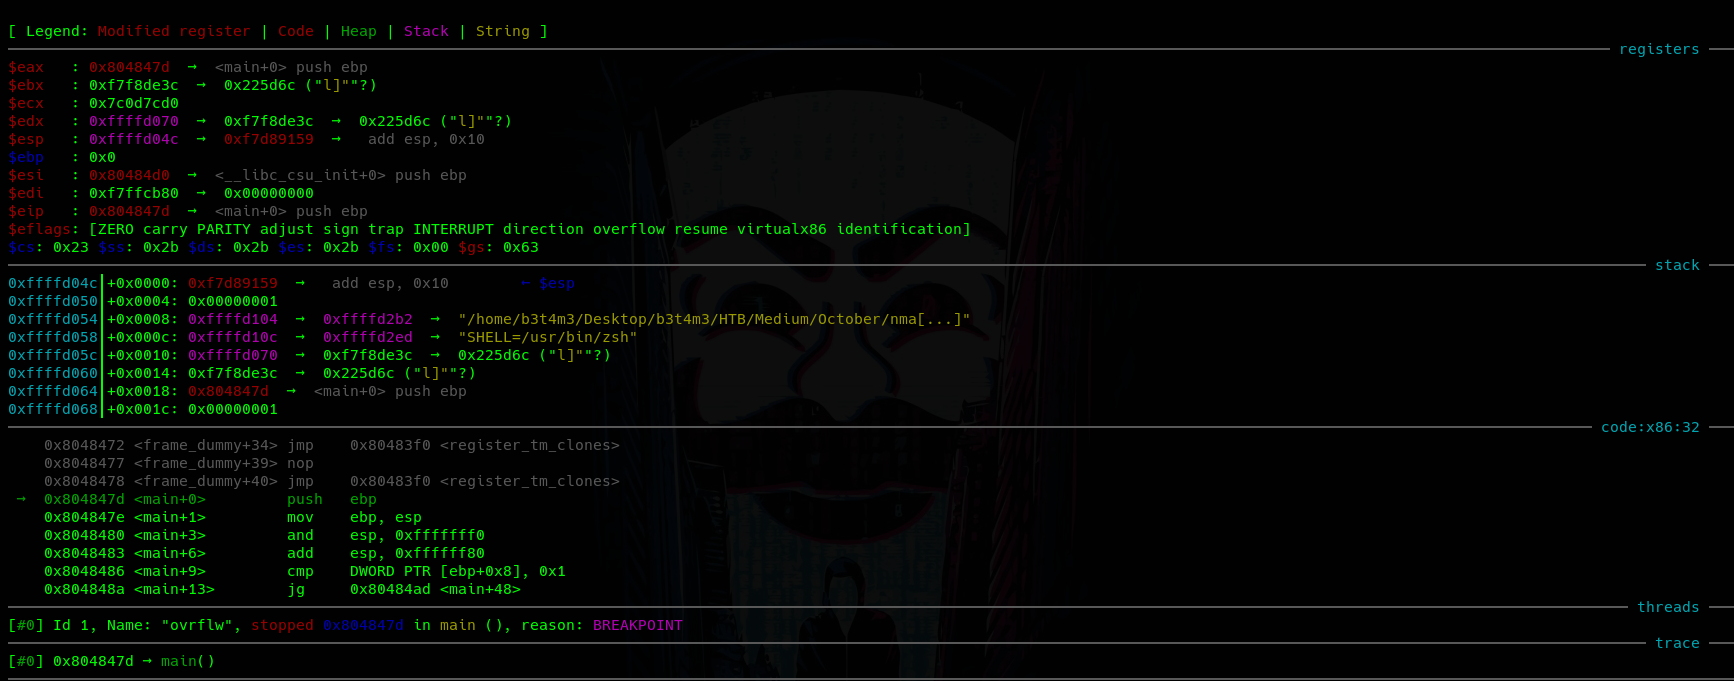 [ Legend: Modified register | Code | Heap | Stack | String ]
registers
$eax   : 0x804847d  →  <main+0> push ebp
$ebx   : 0xf7f8de3c  →  0x225d6c ("l]""?)
$ecx   : 0x7c0d7cd0
$edx   : 0xffffd070  →  0xf7f8de3c  →  0x225d6c ("l]""?)
$esp   : 0xffffd04c  →  0xf7d89159  →   add esp, 0x10
$ebp   : 0x0
$esi   : 0x80484d0  →  <__libc_csu_init+0> push ebp
$edi   : 0xf7ffcb80  →  0x00000000
$eip   : 0x804847d  →  <main+0> push ebp
$eflags: [ZERO carry PARITY adjust sign trap INTERRUPT direction overflow resume virtualx86 identification]
$cs: 0x23 $ss: 0x2b $ds: 0x2b $es: 0x2b $fs: 0x00 $gs: 0x63
stack
0xffffd04c│+0x0000: 0xf7d89159  →   add esp, 0x10        ← $esp
0xffffd050│+0x0004: 0x00000001
0xffffd054│+0x0008: 0xffffd104  →  0xffffd2b2  →  "/home/b3t4m3/Desktop/b3t4m3/HTB/Medium/October/nma[...]"
0xffffd058│+0x000c: 0xffffd10c  →  0xffffd2ed  →  "SHELL=/usr/bin/zsh"
0xffffd05c│+0x0010: 0xffffd070  →  0xf7f8de3c  →  0x225d6c ("l]""?)
0xffffd060│+0x0014: 0xf7f8de3c  →  0x225d6c ("l]""?)
0xffffd064│+0x0018: 0x804847d  →  <main+0> push ebp
0xffffd068│+0x001c: 0x00000001
code:x86:32
0x8048472 <frame_dummy+34> jmp    0x80483f0 <register_tm_clones>
0x8048477 <frame_dummy+39> nop
0x8048478 <frame_dummy+40> jmp    0x80483f0 <register_tm_clones>
→  0x804847d <main+0>         push   ebp
0x804847e <main+1>         mov    ebp, esp
0x8048480 <main+3>         and    esp, 0xfffffff0
0x8048483 <main+6>         add    esp, 0xffffff80
0x8048486 <main+9>         cmp    DWORD PTR [ebp+0x8], 0x1
0x804848a <main+13>        jg     0x80484ad <main+48>
threads
[#0] Id 1, Name: "ovrflw", stopped 0x804847d in main (), reason: BREAKPOINT
trace
[#0] 0x804847d → main()